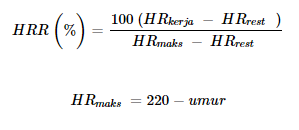 HRR (%) = 100 (HR_kerja − HR_rest ) / HR_maks − HR_rest
HR_maks = 220 − umur